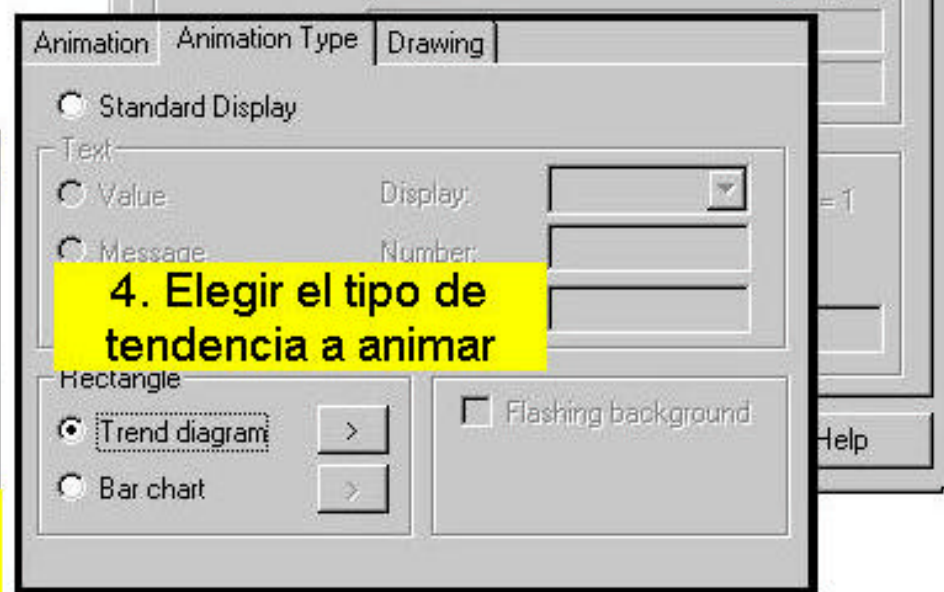 Animation Animation Type Drawing
Standard Display
Text
Value Display:
= 1
Message Number:
4. Elegir el tipo de
tendencia a animar
Rectangle
Trend diagram >
Flashing background
Help
Bar chart >